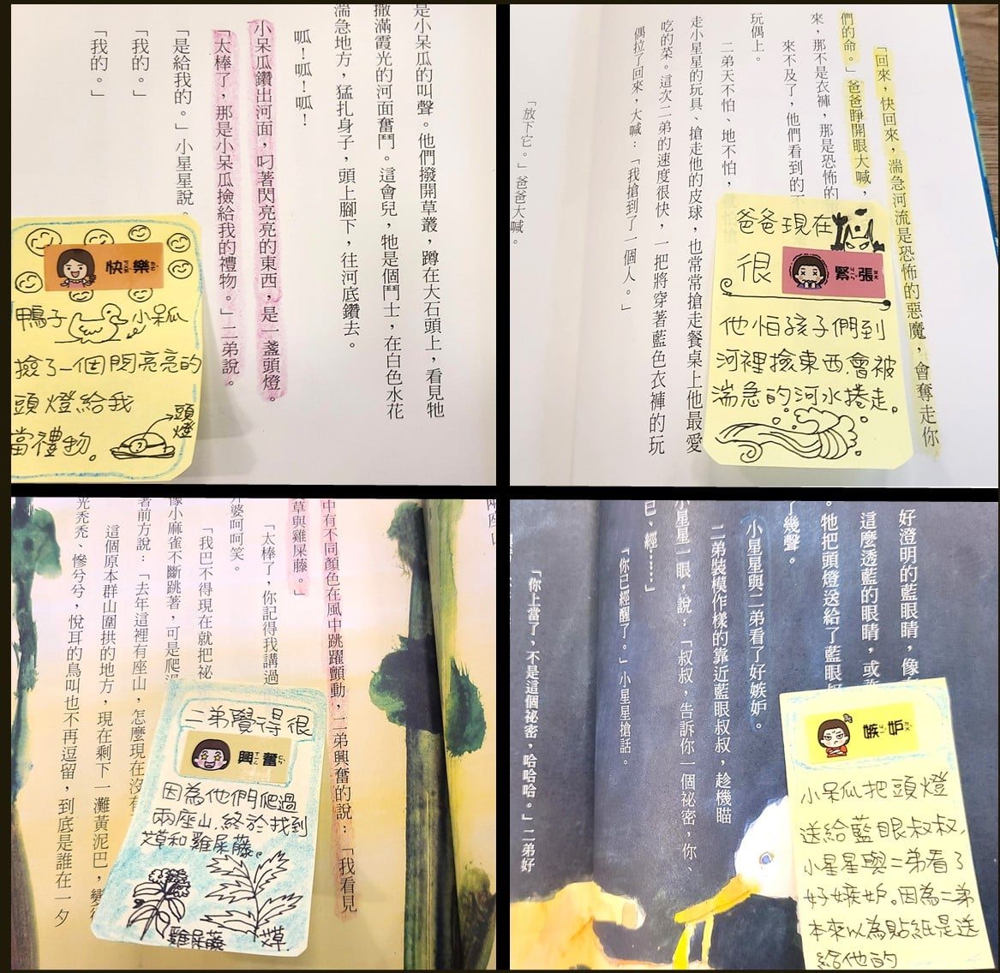 是小呆瓜的叫聲。他們撥開草叢，蹲在大石頭上，看見牠
撒滿霞光的河面奮鬥。這會兒，牠是個鬥士，在白色水花
湍急地方，猛扎身子，頭上腳下，往河底鑽去。
呱！呱！呱！
小呆瓜鑽出河面，叼著閃亮亮的東西，是一盞頭燈。
「太棒了，那是小呆瓜撿給我的禮物。」二弟說。
「是給我的。」小星星說。
「我的。」
「我的。」
快樂
鴨子 小呆瓜
撿了一個閃亮亮的
頭燈給我
當禮物。
頭燈
「回來，快回來，湍急河流是恐怖的惡魔，會奪走你
們的命。」爸爸睜開眼大喊，
來，那不是衣褲，那是恐怖的
來不及了，他們看到的不
玩偶上。
二弟天不怕、地不怕，
走小星星的玩具、搶走他的皮球，也常常搶走餐桌上他最愛
吃的菜。這次二弟的速度很快，一把將穿著藍色衣褲的玩
偶拉了回來，大喊：「我搶到了一個人。」
「放下它。」爸爸大喊。
爸爸現在
很 緊張
他怕孩子們到
河裡撿東西會被
湍急的河水捲走。
中有不同顏色在風中跳躍顫動，二弟興奮的說：「我看見
草與雞屎藤。」
「太棒了，你記得我講過
婆呵呵笑。
「我巴不得現在就把祕
像小麻雀不斷跳著，可是爬過
著前方說：「去年這裡有座山，怎麼現在沒有
這個原本群山圍拱的地方，現在剩下一灘黃泥巴，變得
光禿禿、慘兮兮，悅耳的鳥叫也不再逗留，到底是誰在一夕
二弟覺得很
興奮
因為他們爬過
兩座山，終於找到
艾草和雞屎藤。
雞屎藤
艾草
好澄明的藍眼睛，像
這麼透藍的眼睛，或許
。牠把頭燈送給了藍眼叔
了幾聲。
小星星與二弟看了好嫉妒。
二弟裝模作樣的靠近藍眼叔叔，趁機瞄
小星星一眼，說：「叔叔，告訴你一個祕密，你、
已、經……」
「你已經醒了。」小星星搶話。
「你上當了，不是這個祕密，哈哈哈。」二弟好
嫉妒
小呆瓜把頭燈
送給藍眼叔叔，
小星星與二弟看了
好嫉妒。因為二弟
本來以為貼紙是送
給他的